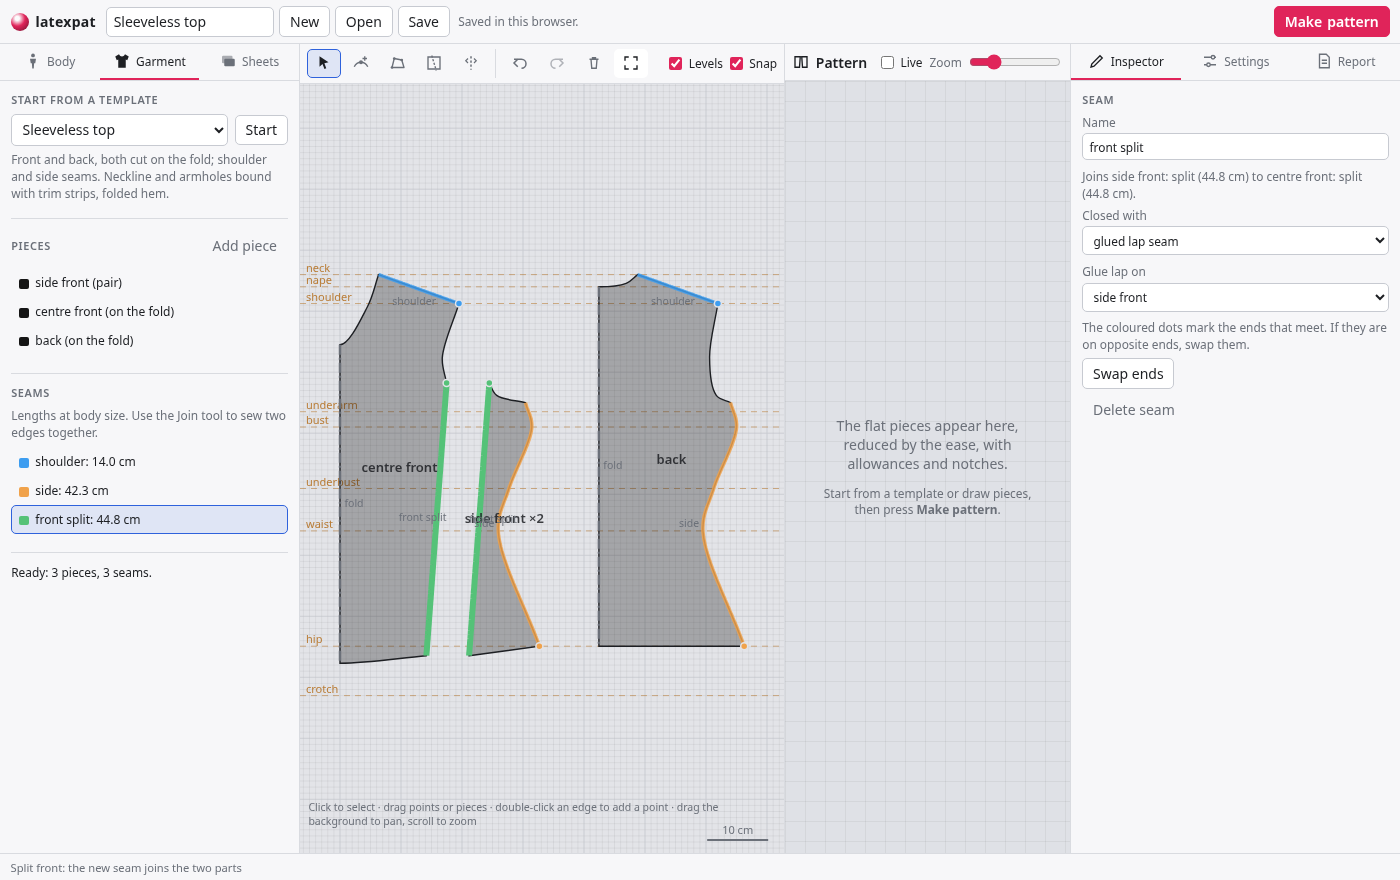 latexpat
Sleeveless top
New
Open
Save
Saved in this browser.
Make pattern
Body
Garment
Sheets
Levels
Snap
Pattern
Live
Zoom
Inspector
Settings
Report
START FROM A TEMPLATE
Sleeveless top
Start
Front and back, both cut on the fold; shoulder
and side seams. Neckline and armholes bound
with trim strips, folded hem.
PIECES
Add piece
side front (pair)
centre front (on the fold)
back (on the fold)
SEAMS
Lengths at body size. Use the Join tool to sew two
edges together.
shoulder: 14.0 cm
side: 42.3 cm
front split: 44.8 cm
Ready: 3 pieces, 3 seams.
neck
nape
shoulder
underarm
bust
underbust
waist
hip
crotch
shoulder
centre front
fold
front split
side front ×2
shoulder
fold
back
side
Click to select · drag points or pieces · double-click an edge to add a point · drag the
background to pan, scroll to zoom
10 cm
The flat pieces appear here,
reduced by the ease, with
allowances and notches.
Start from a template or draw pieces,
then press Make pattern.
SEAM
Name
front split
Joins side front: split (44.8 cm) to centre front: split
(44.8 cm).
Closed with
glued lap seam
Glue lap on
side front
The coloured dots mark the ends that meet. If they are
on opposite ends, swap them.
Swap ends
Delete seam
Split front: the new seam joins the two parts